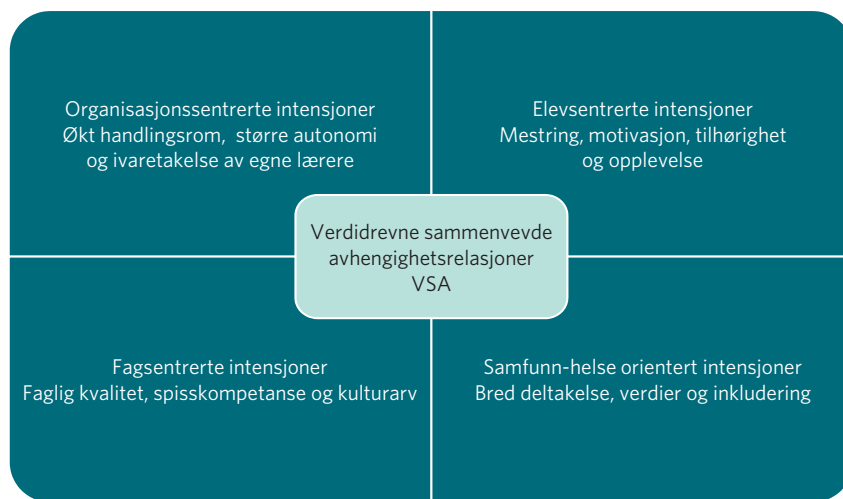 Organisasjonssentrerte intensjoner
Økt handlingsrom, større autonomi
og ivaretakelse av egne lærere
Elevsentrerte intensjoner
Mestring, motivasjon, tilhørighet
og opplevelse
Verdidrevne sammenvevde
avhengighetsrelasjoner
VSA
Fagsentrerte intensjoner
Faglig kvalitet, spisskompetanse og kulturarv
Samfunn-helse orientert intensjoner
Bred deltakelse, verdier og inkludering